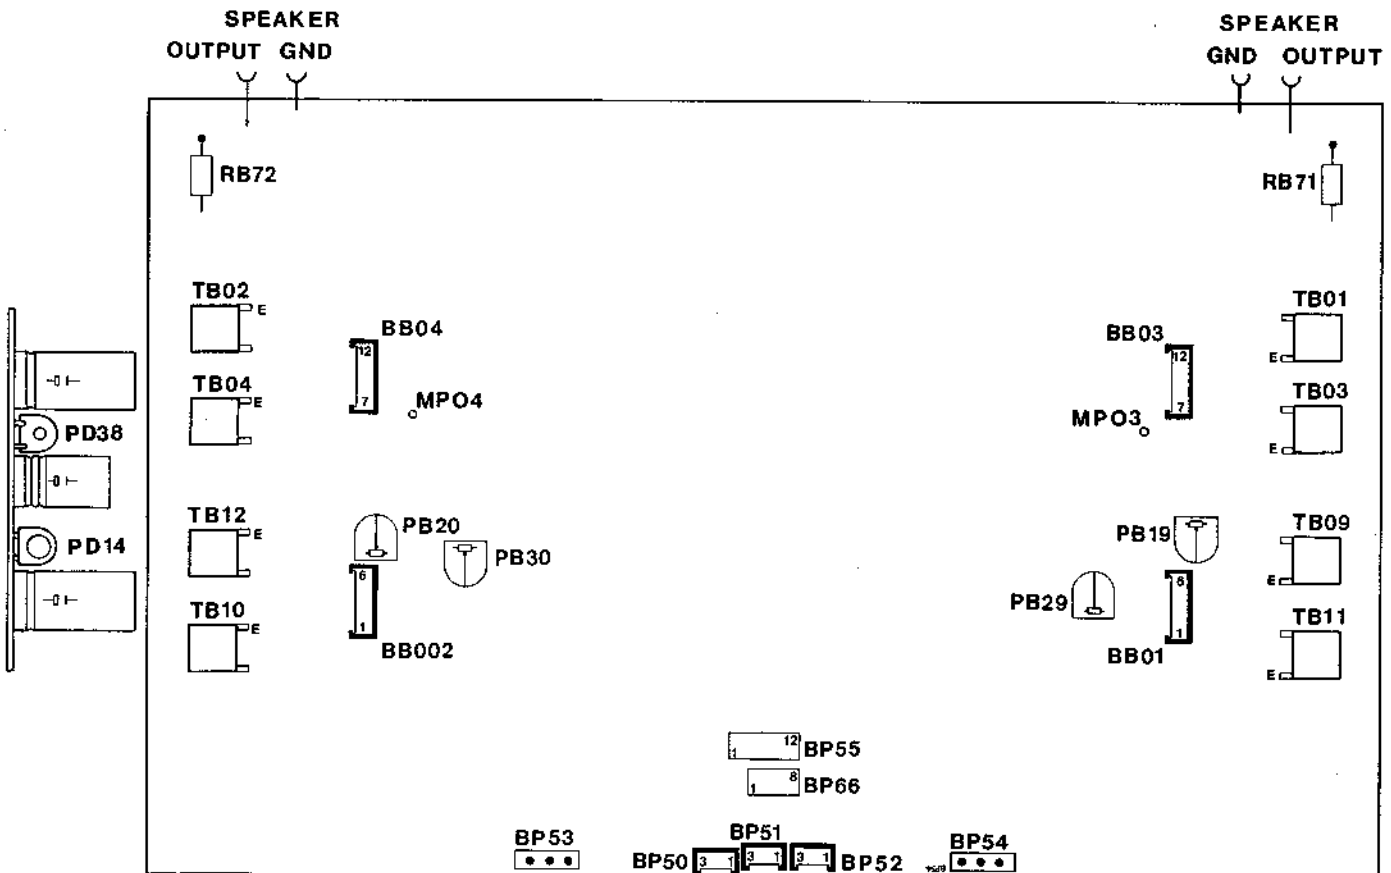 SPEAKER
OUTPUT GND
SPEAKER
GND OUTPUT
RB72
RB71
TB02
E
BB04
12
7
MPO4
TB04
E
PD38
PD14
TB12
E
PB20
PB30
6
1
BB002
TB10
E
BB03
12
7
MPO3
TB01
E
TB03
E
PB19
PB29
6
1
BB01
TB09
E
TB11
E
1 12 BP55
1 8 BP66
BP53
BP51
BP54
BP50 3 1
3 1
3 1 BP52